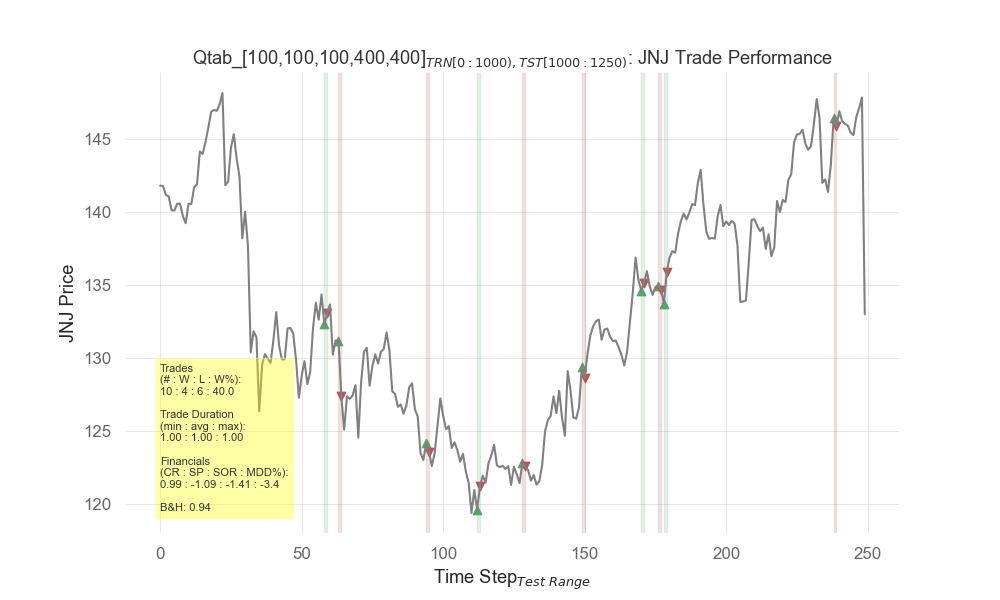 Qtab_[100,100,100,400,400]TRN[0:1000),TST[1000:1250): JNJ Trade Performance
JNJ Price
145
140
135
130
125
120
Trades
(# : W : L : W%):
10 : 4 : 6 : 40.0
Trade Duration
(min : avg : max):
1.00 : 1.00 : 1.00
Financials
(CR : SP : SOR : MDD%):
0.99 : -1.09 : -1.41 : -3.4
B&H: 0.94
0 50 100 150 200 250
Time StepTest Range